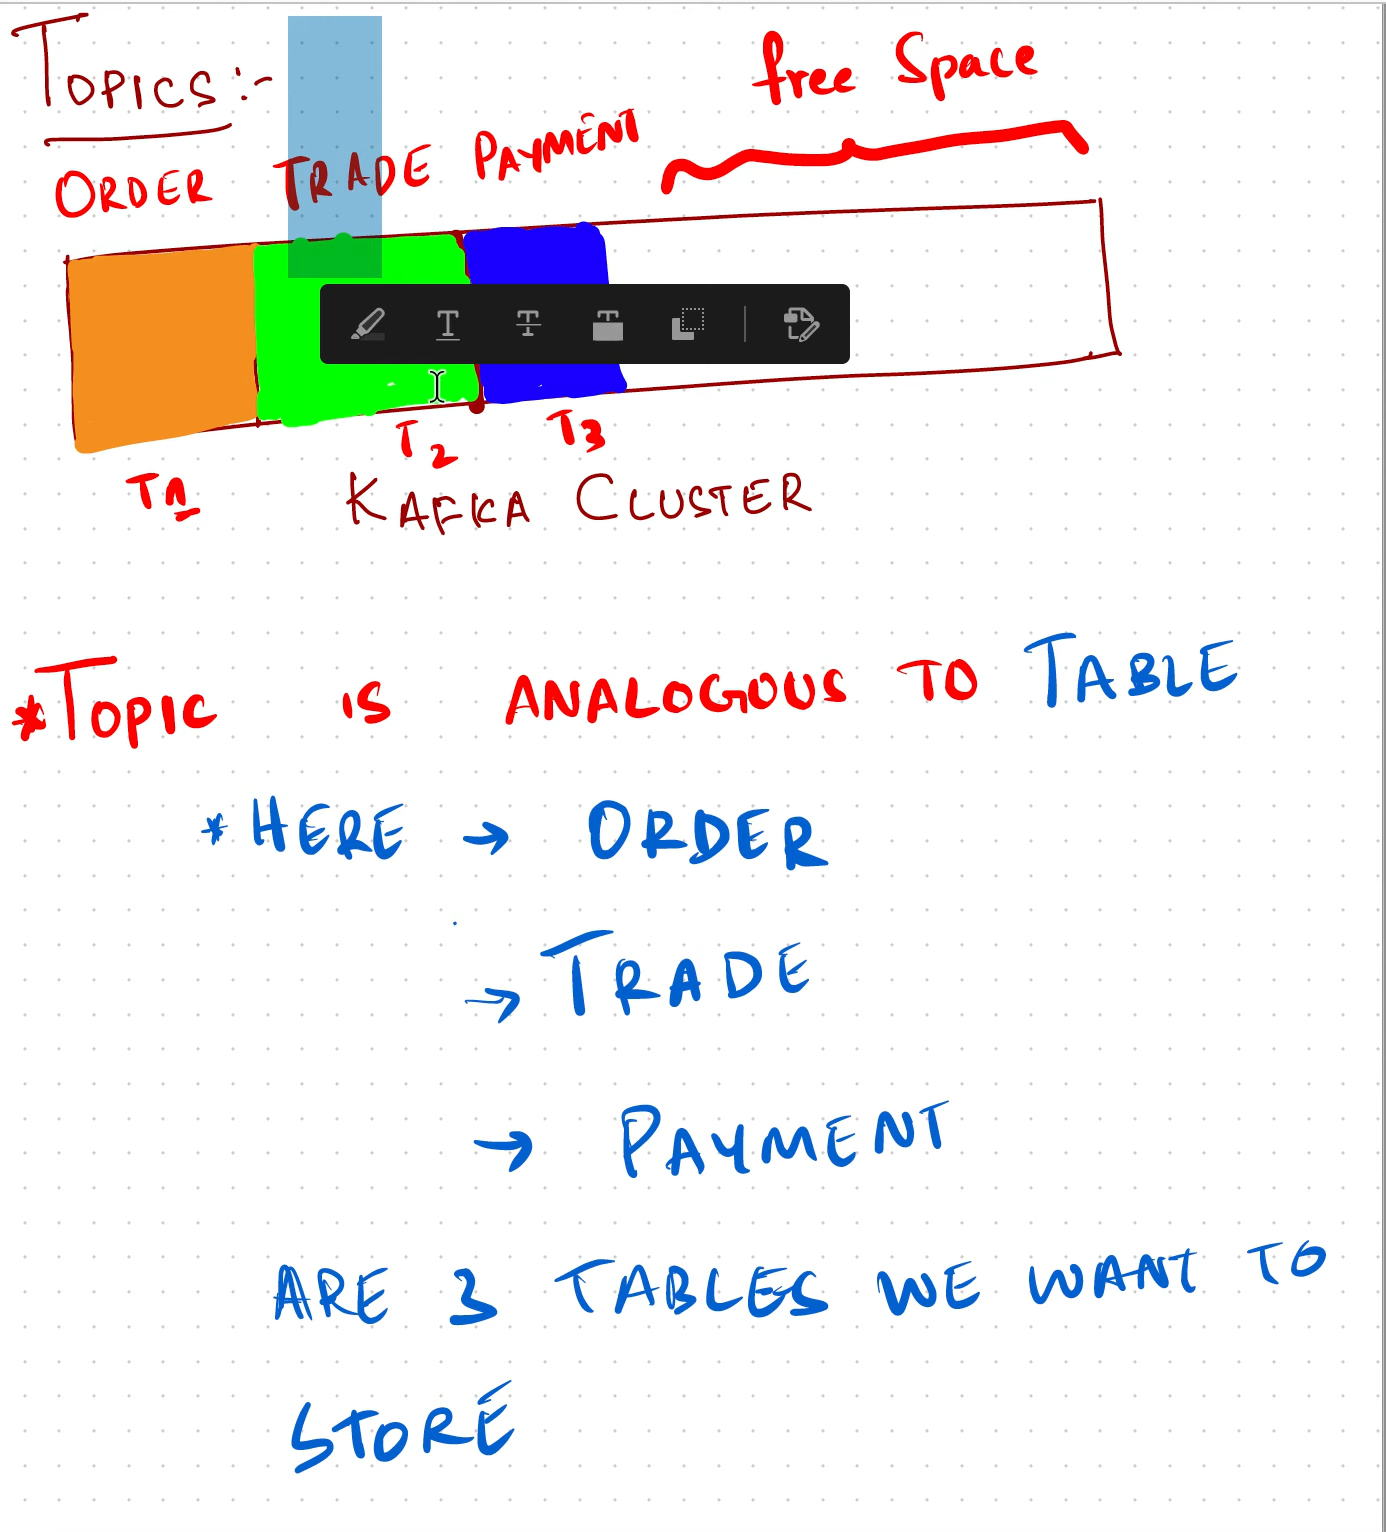 TOPICS:-
free Space
ORDER TRADE PAYMENT
T1 T2 T3
KAFKA CLUSTER
*TOPIC IS ANALOGOUS TO TABLE
* HERE → ORDER
→ TRADE
→ PAYMENT
ARE 3 TABLES WE WANT TO
STORE